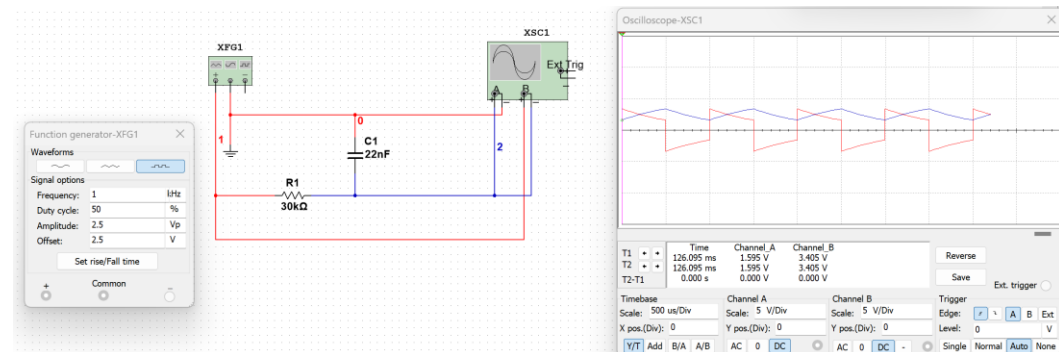 XFG1
XSC1
Ext Trig
A
B
0
1
C1
22nF
2
R1
30kΩ
Function generator-XFG1
Waveforms
Signal options
Frequency: 1 kHz
Duty cycle: 50 %
Amplitude: 2.5 Vp
Offset: 2.5 V
Set rise/Fall time
+ Common -
Oscilloscope-XSC1
Time Channel_A Channel_B
T1 126.095 ms 1.595 V 3.405 V
T2 126.095 ms 1.595 V 3.405 V
T2-T1 0.000 s 0.000 V 0.000 V
Reverse
Save
Ext. trigger
Timebase
Scale: 500 us/Div
X pos.(Div): 0
Y/T Add B/A A/B
Channel A
Scale: 5 V/Div
Y pos.(Div): 0
AC 0 DC
Channel B
Scale: 5 V/Div
Y pos.(Div): 0
AC 0 DC -
Trigger
Edge: A B Ext
Level: 0 V
Single Normal Auto None